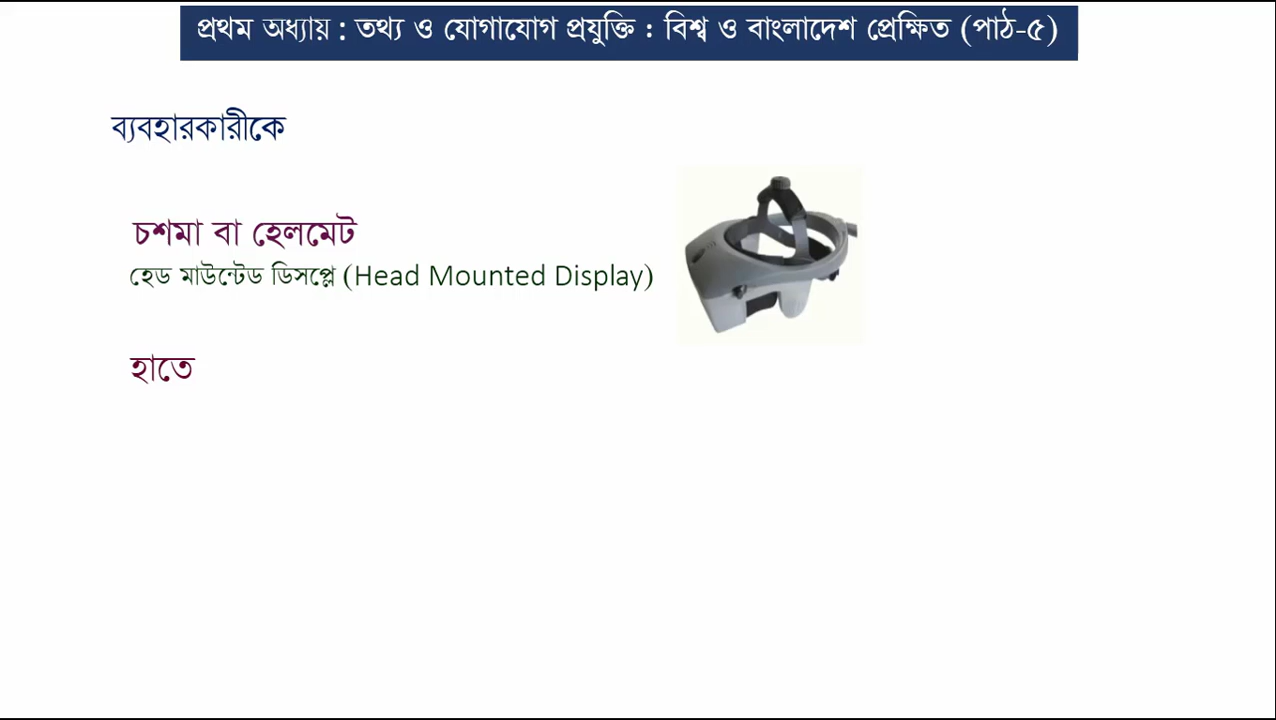 প্রথম অধ্যায় : তথ্য ও যোগাযোগ প্রযুক্তি : বিশ্ব ও বাংলাদেশ প্রেক্ষিত (পাঠ-৫)
ব্যবহারকারীকে
চশমা বা হেলমেট
হেড মাউন্টেড ডিসপ্লে (Head Mounted Display)
হাতে